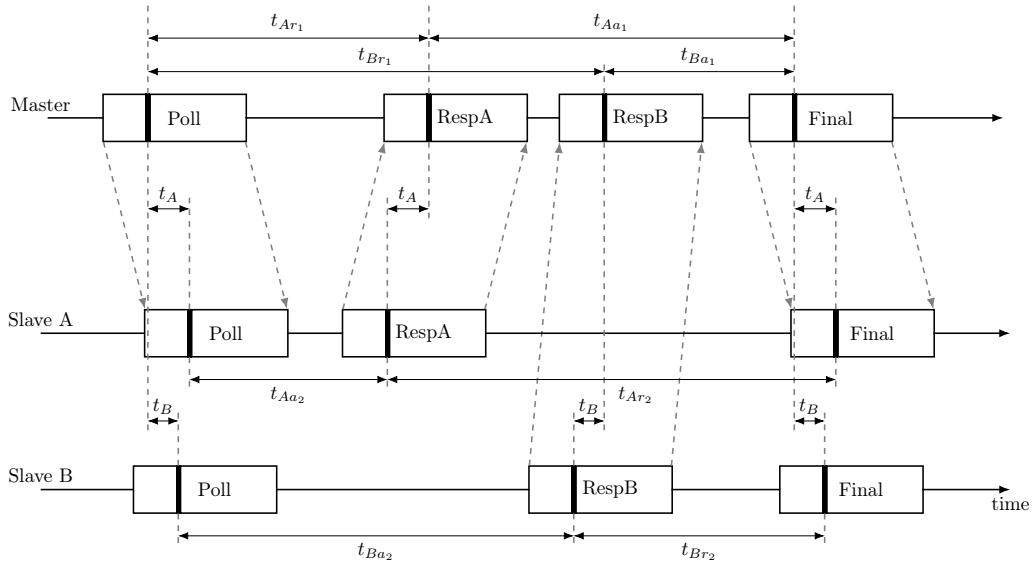 t_{Ar_1} t_{Aa_1}
t_{Br_1} t_{Ba_1}
Master Poll RespA RespB Final
t_A t_A t_A
Slave A Poll RespA Final
t_{Aa_2} t_{Ar_2}
t_B t_B t_B
Slave B Poll RespB Final
time
t_{Ba_2} t_{Br_2}